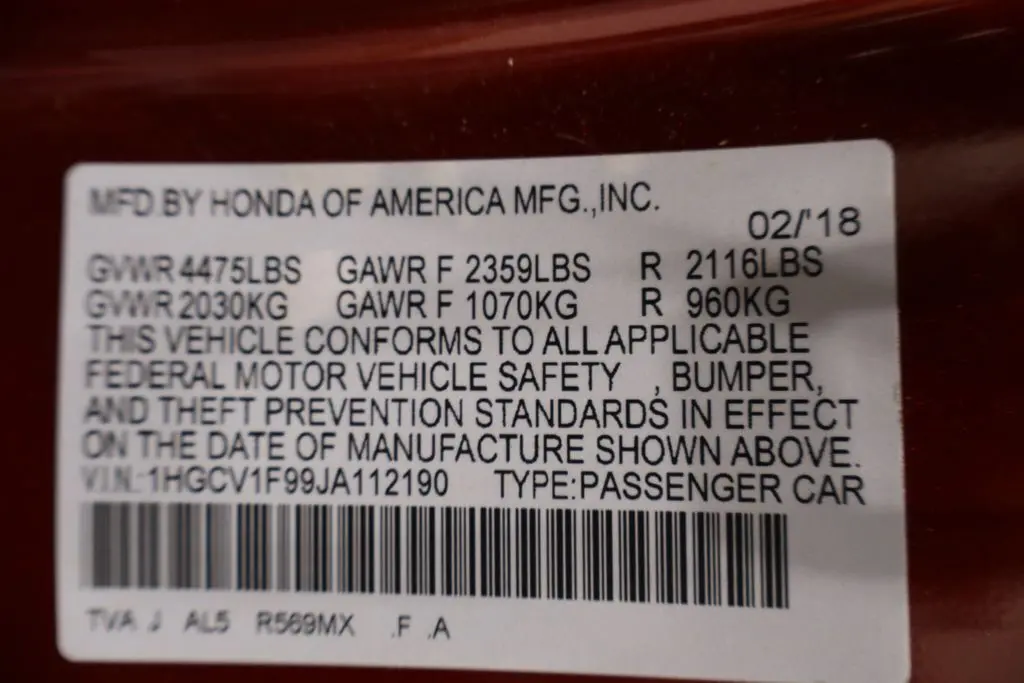 MFD.BY HONDA OF AMERICA MFG.,INC.
02/'18
GVWR 4475LBS GAWR F 2359LBS R 2116LBS
GVWR 2030KG GAWR F 1070KG R 960KG
THIS VEHICLE CONFORMS TO ALL APPLICABLE
FEDERAL MOTOR VEHICLE SAFETY , BUMPER,
AND THEFT PREVENTION STANDARDS IN EFFECT
ON THE DATE OF MANUFACTURE SHOWN ABOVE.
V.I.N.:1HGCV1F99JA112190 TYPE:PASSENGER CAR
TVA J AL5 R569MX .F .A